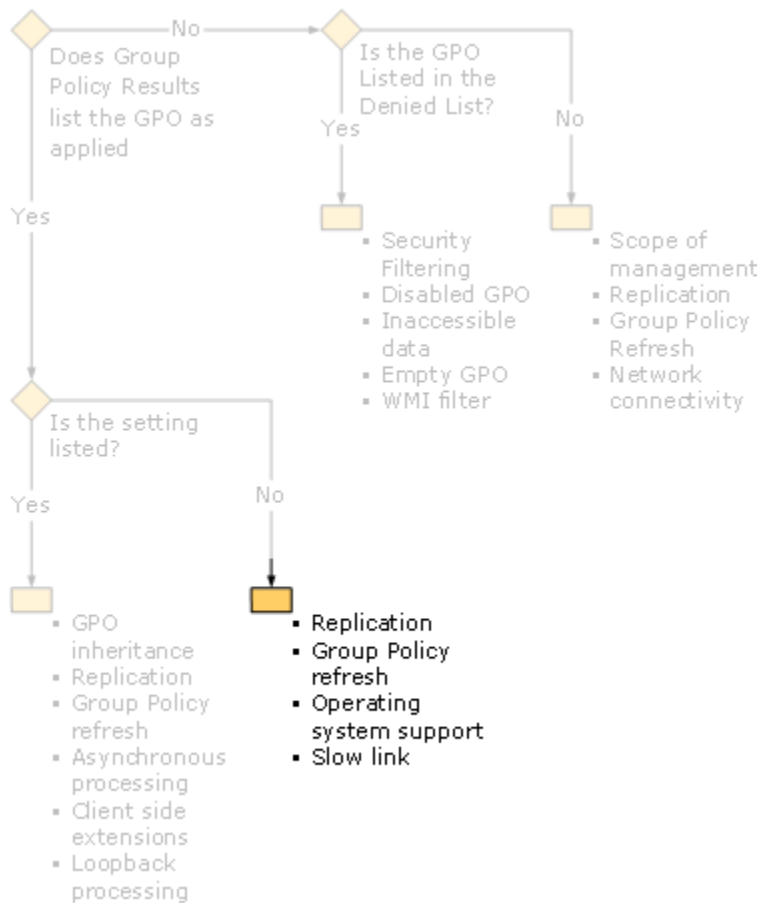 No
Does Group
Policy Results
list the GPO as
applied
Is the GPO
Listed in the
Denied List?
Yes
No
Yes
▪ Security
Filtering
▪ Disabled GPO
▪ Inaccessible
data
▪ Empty GPO
▪ WMI filter
▪ Scope of
management
▪ Replication
▪ Group Policy
Refresh
▪ Network
connectivity
Is the setting
listed?
Yes
No
▪ GPO
inheritance
▪ Replication
▪ Group Policy
refresh
▪ Asynchronous
processing
▪ Client side
extensions
▪ Loopback
processing
▪ Replication
▪ Group Policy
refresh
▪ Operating
system support
▪ Slow link